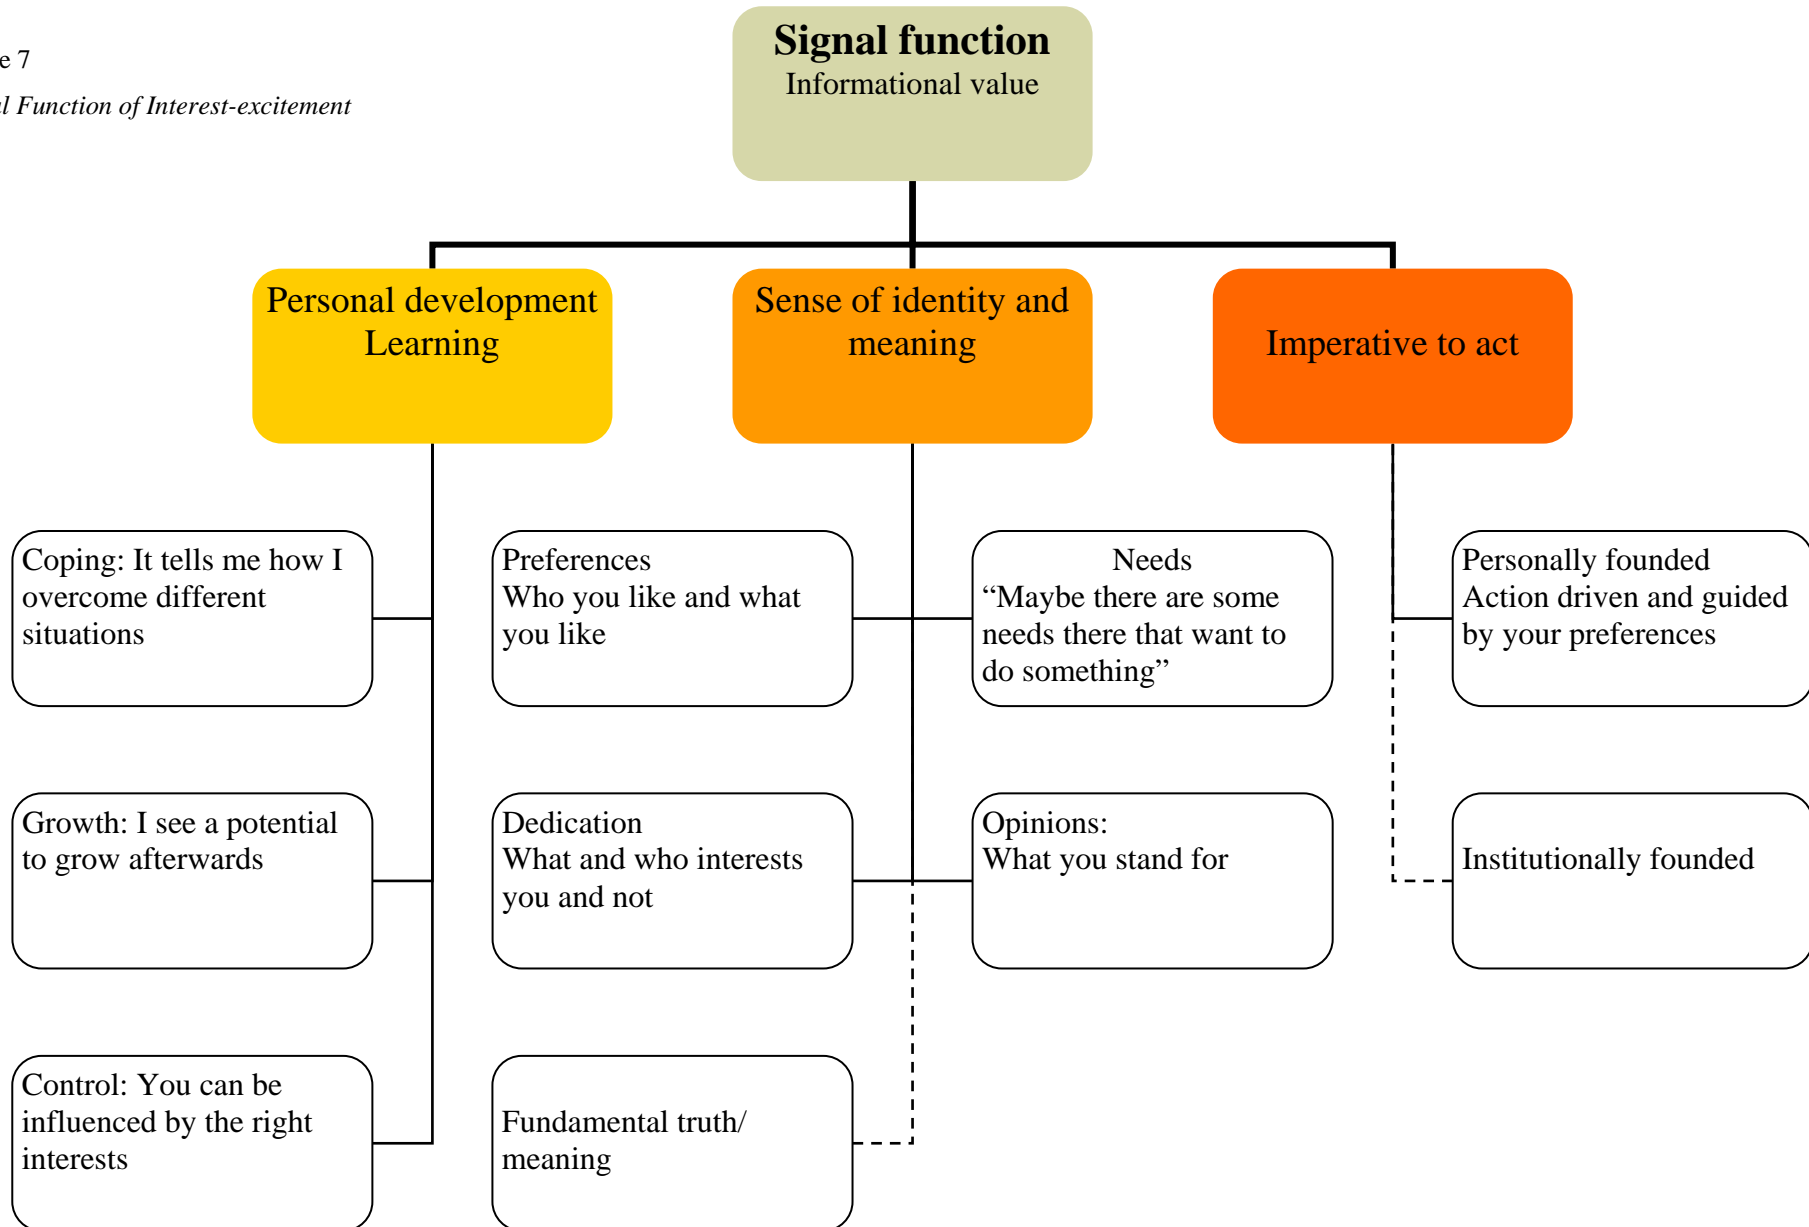 e 7
l Function of Interest-excitement
Signal function
Informational value
Personal development
Learning
Sense of identity and
meaning
Imperative to act
Coping: It tells me how I
overcome different
situations
Preferences
Who you like and what
you like
Needs
“Maybe there are some
needs there that want to
do something”
Personally founded
Action driven and guided
by your preferences
Growth: I see a potential
to grow afterwards
Dedication
What and who interests
you and not
Opinions:
What you stand for
Institutionally founded
Control: You can be
influenced by the right
interests
Fundamental truth/
meaning